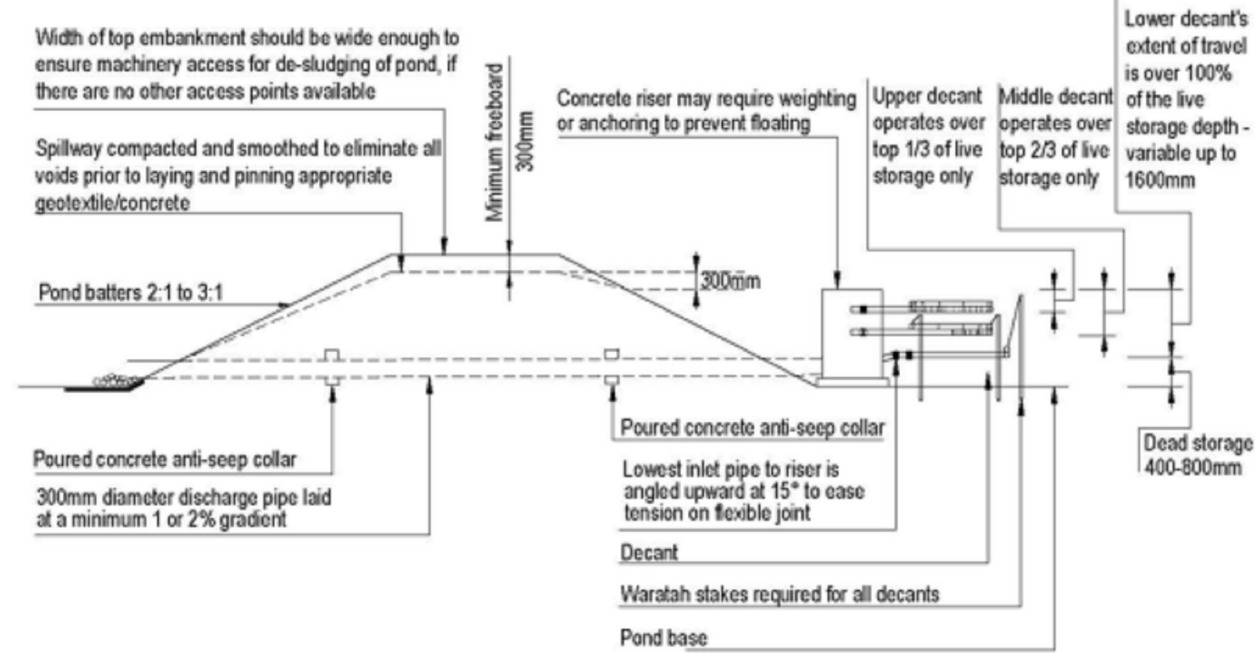 Width of top embankment should be wide enough to
ensure machinery access for de-sludging of pond, if
there are no other access points available
Spillway compacted and smoothed to eliminate all
voids prior to laying and pinning appropriate
geotextile/concrete
Pond batters 2:1 to 3:1
Minimum freeboard
300mm
Concrete riser may require weighting
or anchoring to prevent floating
Upper decant
operates over
top 1/3 of live
storage only
Middle decant
operates over
top 2/3 of live
storage only
Lower decant's
extent of travel
is over 100%
of the live
storage depth -
variable up to
1600mm
300mm
Poured concrete anti-seep collar
300mm diameter discharge pipe laid
at a minimum 1 or 2% gradient
Poured concrete anti-seep collar
Lowest inlet pipe to riser is
angled upward at 15° to ease
tension on flexible joint
Decant
Waratah stakes required for all decants
Pond base
Dead storage
400-800mm